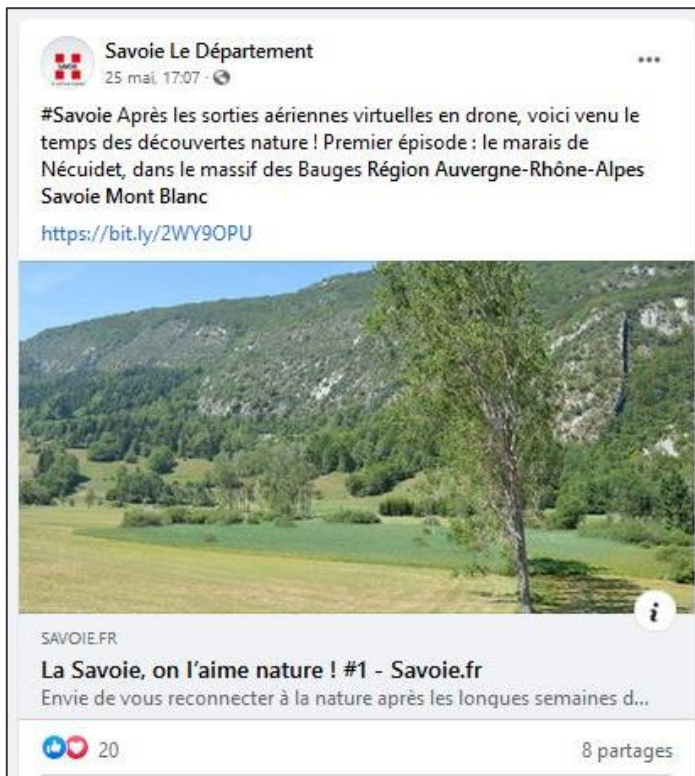 Savoie Le Département
25 mai, 17:07 ·
#Savoie Après les sorties aériennes virtuelles en drone, voici venu le
temps des découvertes nature ! Premier épisode : le marais de
Nécuidet, dans le massif des Bauges Région Auvergne-Rhône-Alpes
Savoie Mont Blanc
https://bit.ly/2WY9OPU
SAVOIE.FR
La Savoie, on l'aime nature ! #1 - Savoie.fr
Envie de vous reconnecter à la nature après les longues semaines d...
20
8 partages